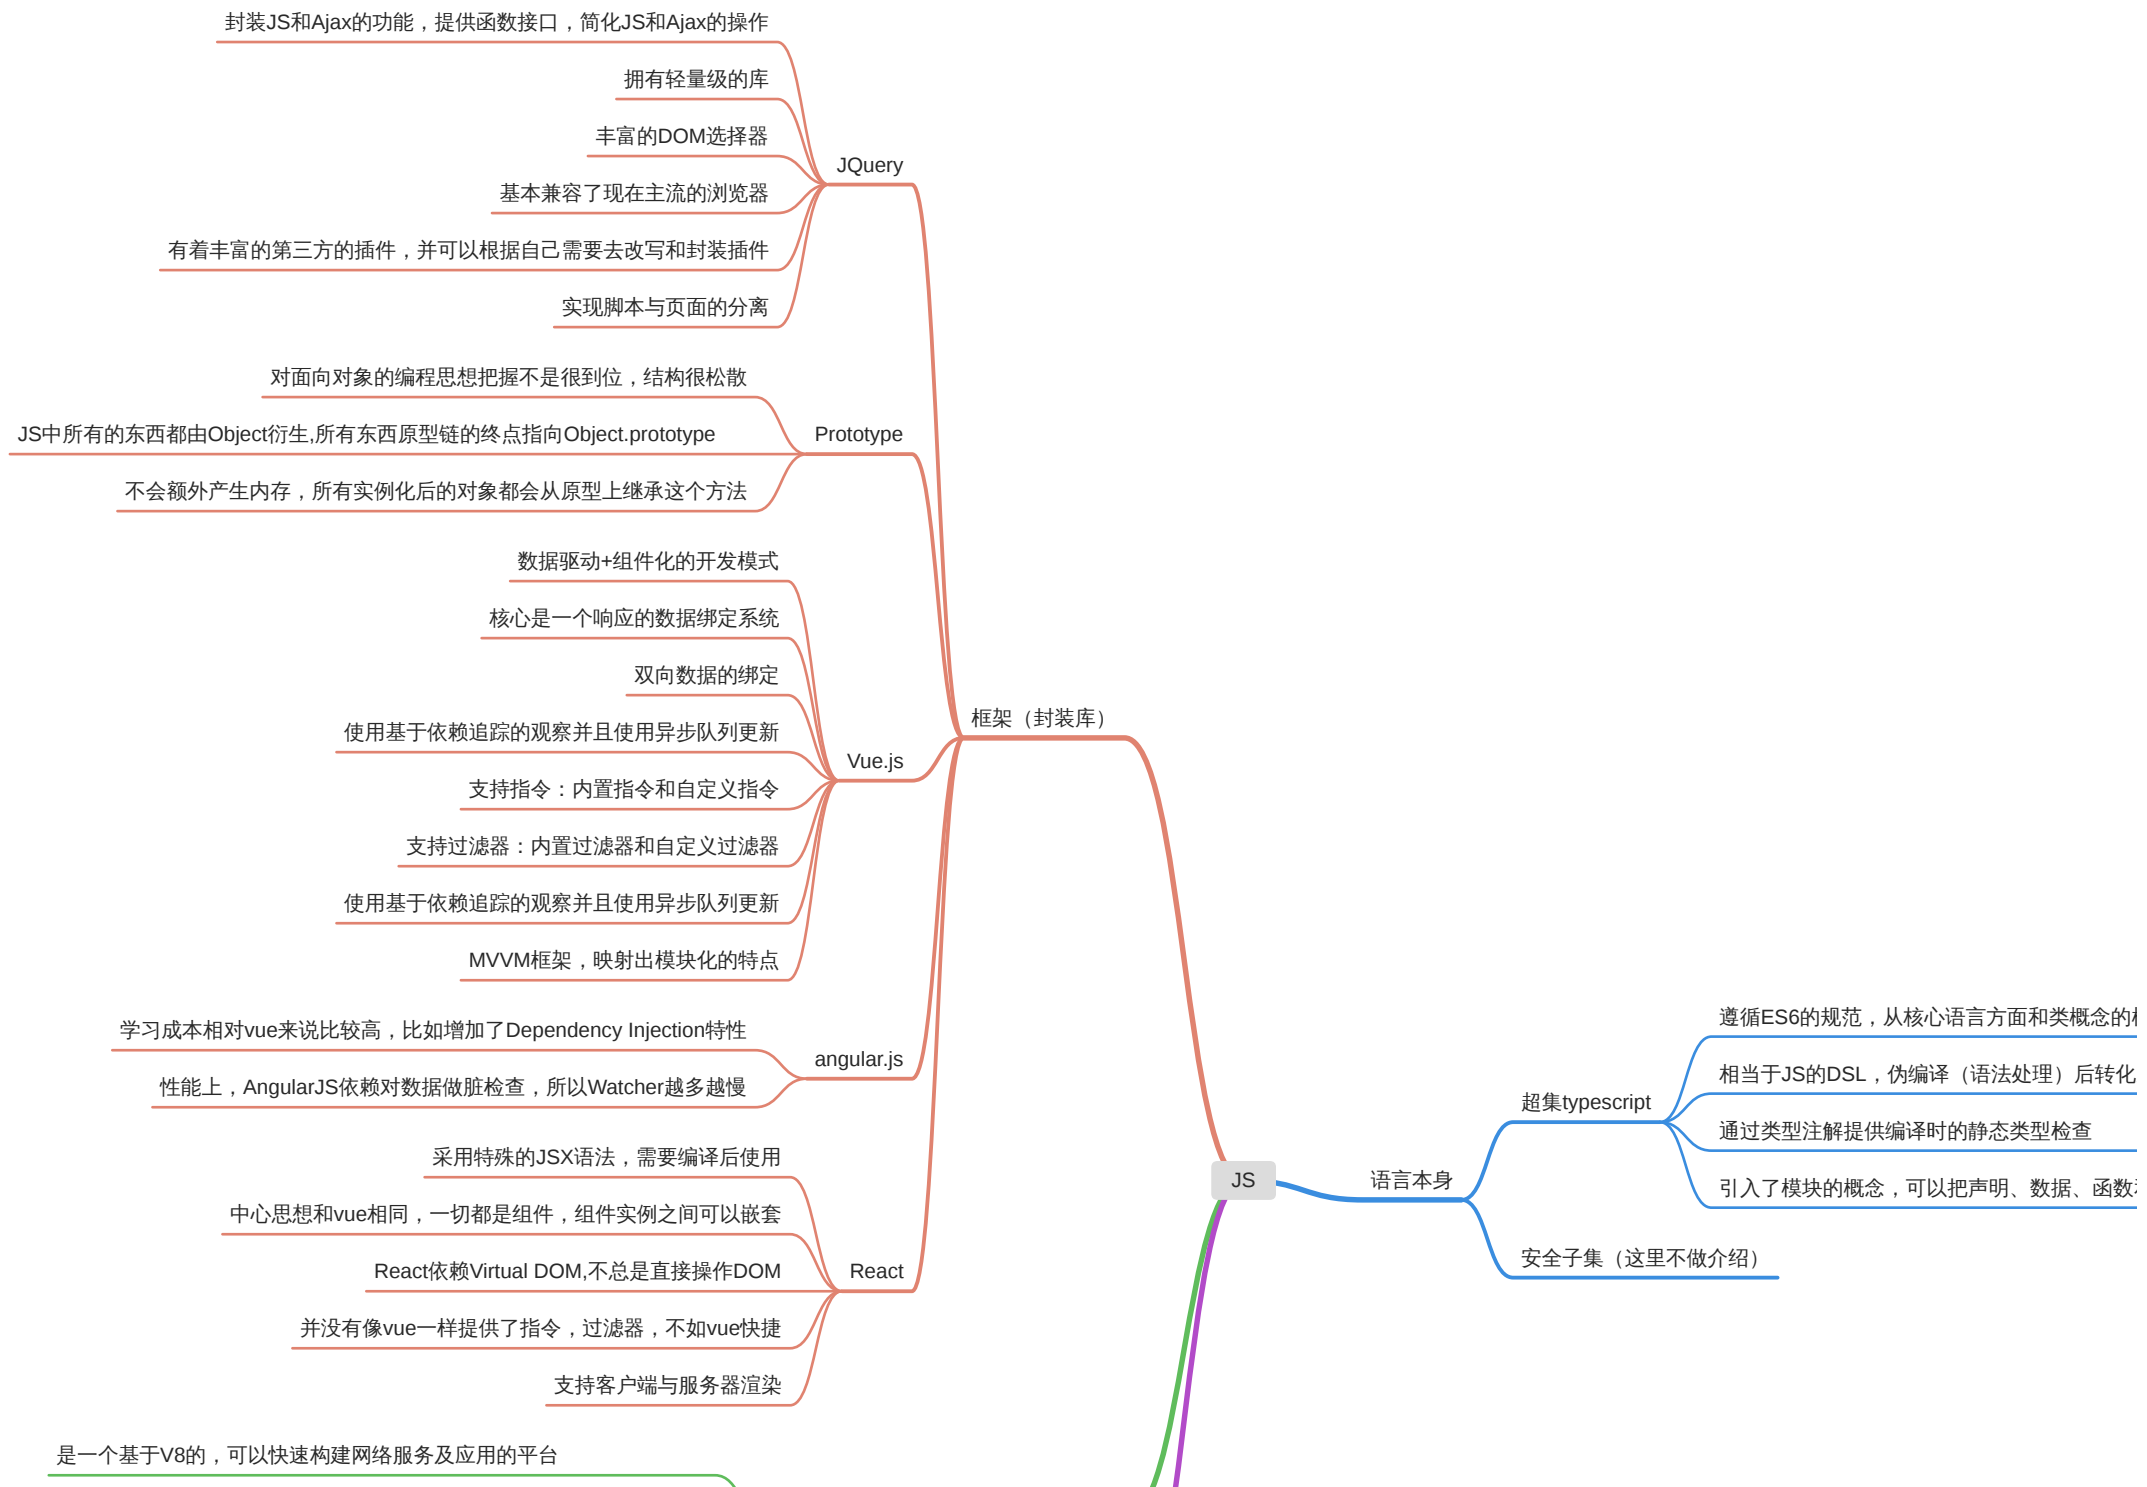 封装JS和Ajax的功能，提供函数接口，简化JS和Ajax的操作
拥有轻量级的库
丰富的DOM选择器
基本兼容了现在主流的浏览器
有着丰富的第三方的插件，并可以根据自己需要去改写和封装插件
实现脚本与页面的分离
JQuery
对面向对象的编程思想把握不是很到位，结构很松散
JS中所有的东西都由Object衍生,所有东西原型链的终点指向Object.prototype
不会额外产生内存，所有实例化后的对象都会从原型上继承这个方法
Prototype
数据驱动+组件化的开发模式
核心是一个响应的数据绑定系统
双向数据的绑定
使用基于依赖追踪的观察并且使用异步队列更新
支持指令：内置指令和自定义指令
支持过滤器：内置过滤器和自定义过滤器
使用基于依赖追踪的观察并且使用异步队列更新
MVVM框架，映射出模块化的特点
Vue.js
学习成本相对vue来说比较高，比如增加了Dependency Injection特性
性能上，AngularJS依赖对数据做脏检查，所以Watcher越多越慢
angular.js
采用特殊的JSX语法，需要编译后使用
中心思想和vue相同，一切都是组件，组件实例之间可以嵌套
React依赖Virtual DOM,不总是直接操作DOM
并没有像vue一样提供了指令，过滤器，不如vue快捷
支持客户端与服务器渲染
React
框架（封装库）
是一个基于V8的，可以快速构建网络服务及应用的平台
JS
语言本身
超集typescript
遵循ES6的规范，从核心语言方面和类概念的
相当于JS的DSL，伪编译（语法处理）后转化
通过类型注解提供编译时的静态类型检查
引入了模块的概念，可以把声明、数据、函数
安全子集（这里不做介绍）